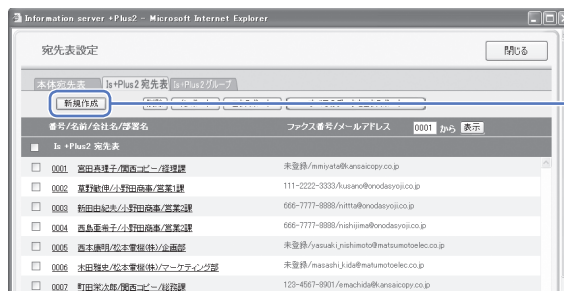 Information server +Plus2 - Microsoft Internet Explorer
宛先表設定
閉じる
本体宛先表 Is+Plus2宛先表 Is+Plus2グループ
新規作成
番号/名前/会社名/部署名 ファクス番号/メールアドレス 0001 から 表示
Is +Plus2 宛先表
0001 宮田真理子/関西コピー/経理課 未登録/mmiyata@kansaicopy.co.jp
0002 草野敏伸/小野田商事/営業1課 111-2222-3333/kusano@onodasyoji.co.jp
0003 新田由紀夫/小野田商事/営業2課 666-7777-8888/nittta@onodasyoji.co.jp
0004 西島亜希子/小野田商事/営業2課 666-7777-8888/nishijima@onodasyoji.co.jp
0005 西本康明/松本電機(株)/企画部 未登録/yasuaki_nishimoto@matsumotoelec.co.jp
0006 木田雅史/松本電機(株)/マーケティング部 未登録/masashi_kida@matumotoelec.co.jp
0007 町田栄次郎/関西コピー/総務課 123-4567-8901/emachida@kansaicopy.co.jp